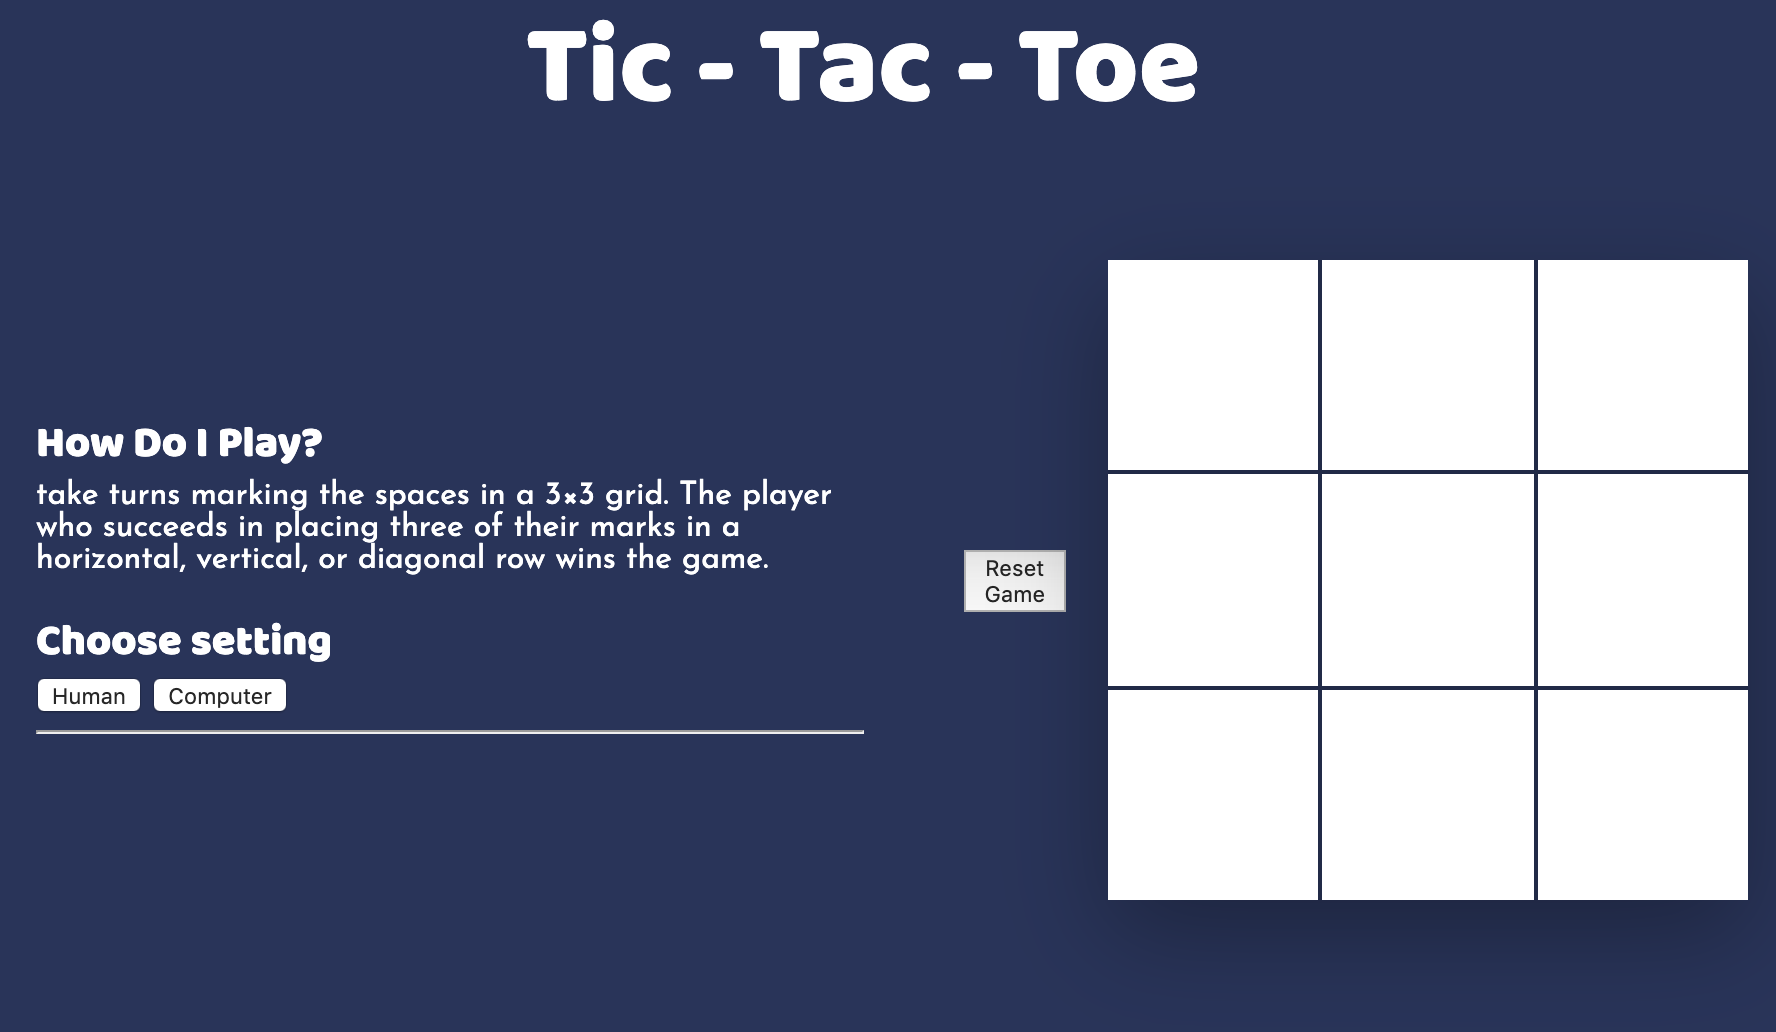 Tic - Tac - Toe
How Do I Play?
take turns marking the spaces in a 3×3 grid. The player
who succeeds in placing three of their marks in a
horizontal, vertical, or diagonal row wins the game.
Choose setting
Human Computer
Reset
Game